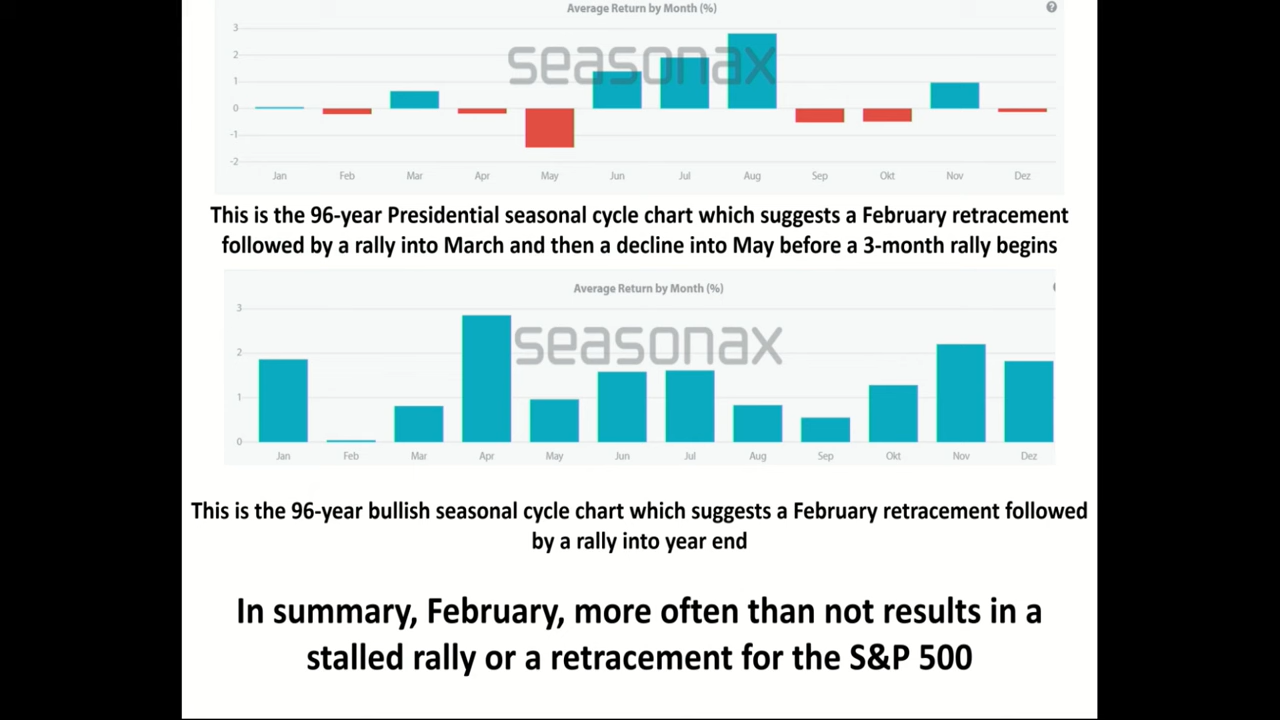 Average Return by Month (%)
?
seasonax
3
2
1
0
-1
-2
Jan Feb Mar Apr May Jun Jul Aug Sep Okt Nov Dez
This is the 96-year Presidential seasonal cycle chart which suggests a February retracement
followed by a rally into March and then a decline into May before a 3-month rally begins
Average Return by Month (%)
seasonax
3
2
1
0
Jan Feb Mar Apr May Jun Jul Aug Sep Okt Nov Dez
This is the 96-year bullish seasonal cycle chart which suggests a February retracement followed
by a rally into year end
In summary, February, more often than not results in a
stalled rally or a retracement for the S&P 500